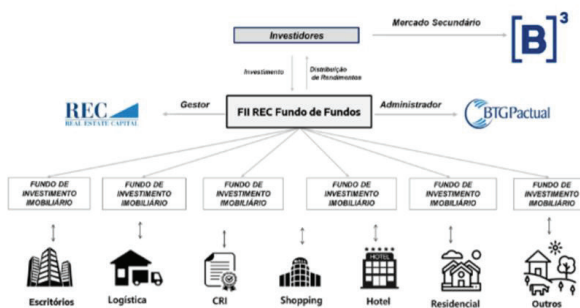 Mercado Secundário
Investidores
[B]³
Investimento
Distribuição
de Rendimentos
REC
REAL ESTATE CAPITAL
Gestor
FII REC Fundo de Fundos
Administrador
BTGPactual
FUNDO DE
INVESTIMENTO
IMOBILIÁRIO
FUNDO DE
INVESTIMENTO
IMOBILIÁRIO
FUNDO DE
INVESTIMENTO
IMOBILIÁRIO
FUNDO DE
INVESTIMENTO
IMOBILIÁRIO
FUNDO DE
INVESTIMENTO
IMOBILIÁRIO
FUNDO DE
INVESTIMENTO
IMOBILIÁRIO
HOTEL
Escritórios
Logística
CRI
Shopping
Hotel
Residencial
Outros